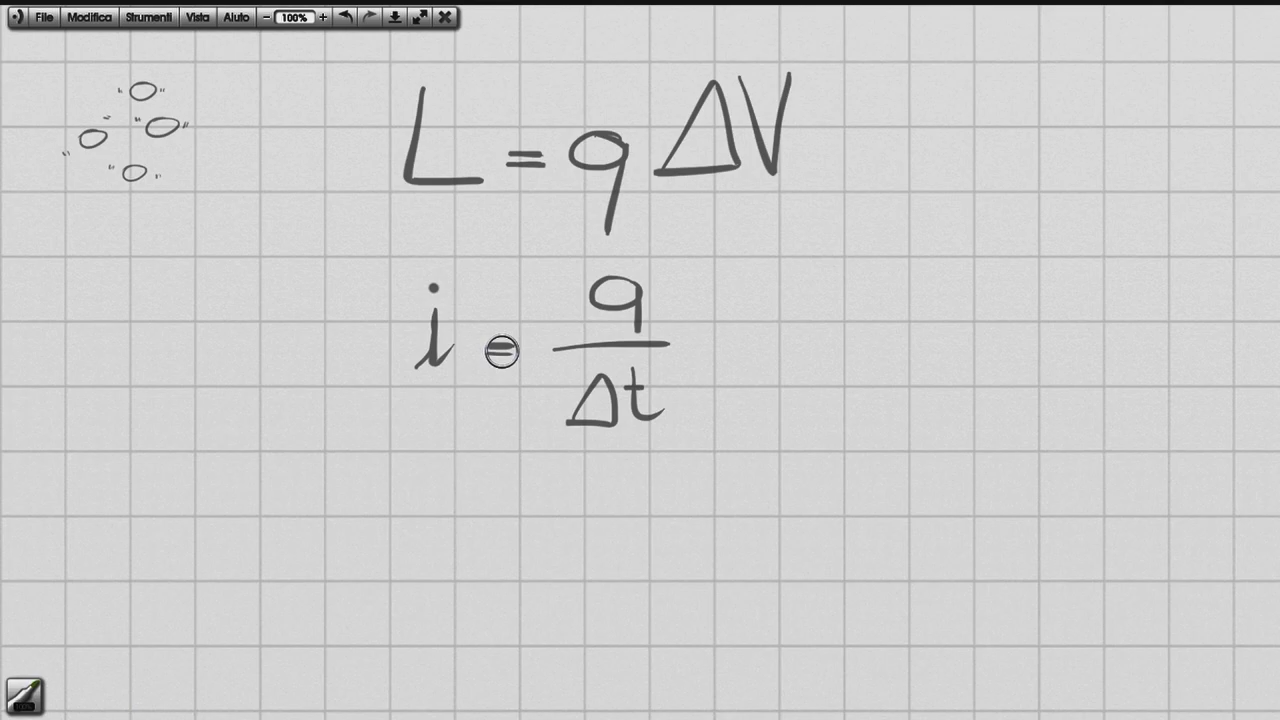 File Modifica Strumenti Vista Aiuto − 100% +
L = q ΔV
i = q / Δt